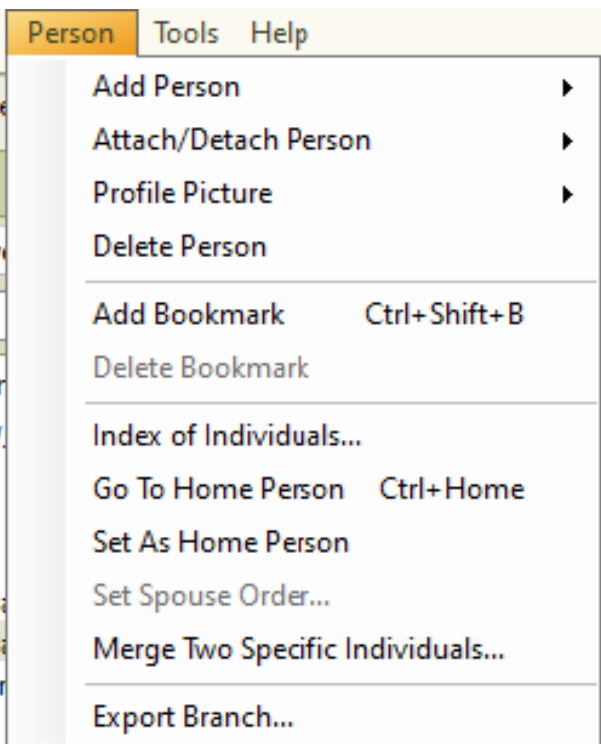 Person Tools Help
Add Person
Attach/Detach Person
Profile Picture
Delete Person
Add Bookmark Ctrl+Shift+B
Delete Bookmark
Index of Individuals...
Go To Home Person Ctrl+Home
Set As Home Person
Set Spouse Order...
Merge Two Specific Individuals...
Export Branch...